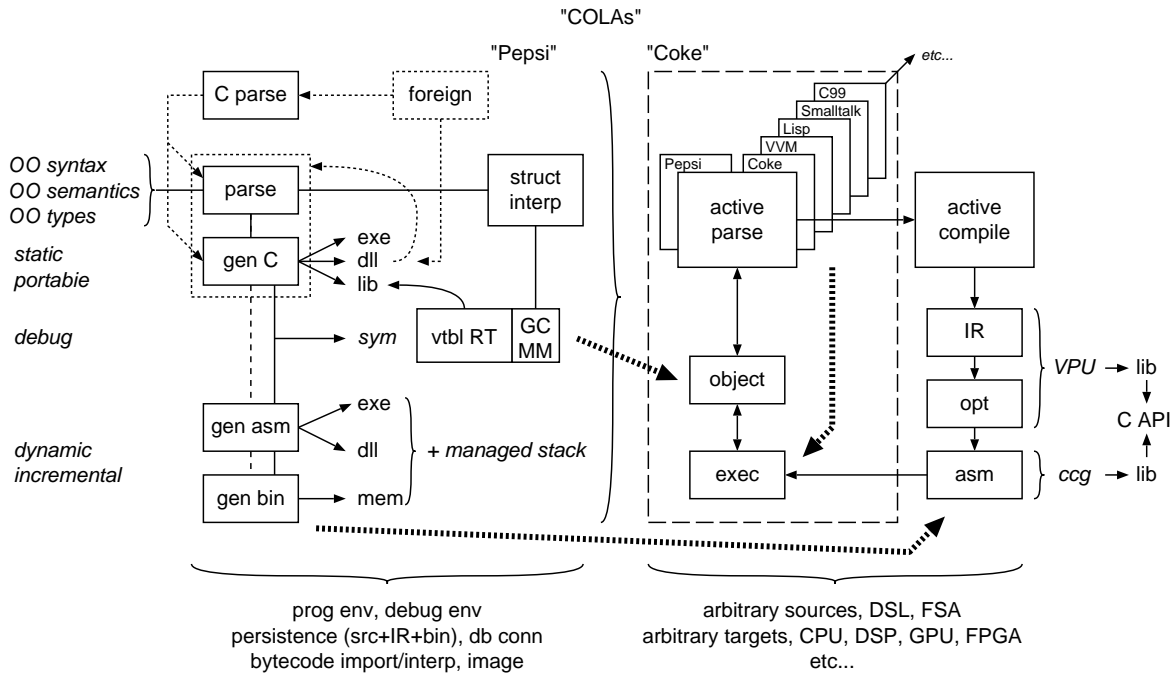 "COLAs"
"Pepsi"
"Coke"
etc...
C parse
foreign
C99
Smalltalk
Lisp
VVM
Pepsi
Coke
OO syntax
OO semantics
OO types
parse
struct
interp
active
parse
active
compile
static
portabie
gen C
exe
dll
lib
vtbl RT
GC
MM
debug
sym
object
IR
opt
VPU
lib
C API
dynamic
incremental
gen asm
exe
dll
+ managed stack
gen bin
mem
exec
asm
ccg
lib
prog env, debug env
persistence (src+IR+bin), db conn
bytecode import/interp, image
arbitrary sources, DSL, FSA
arbitrary targets, CPU, DSP, GPU, FPGA
etc...